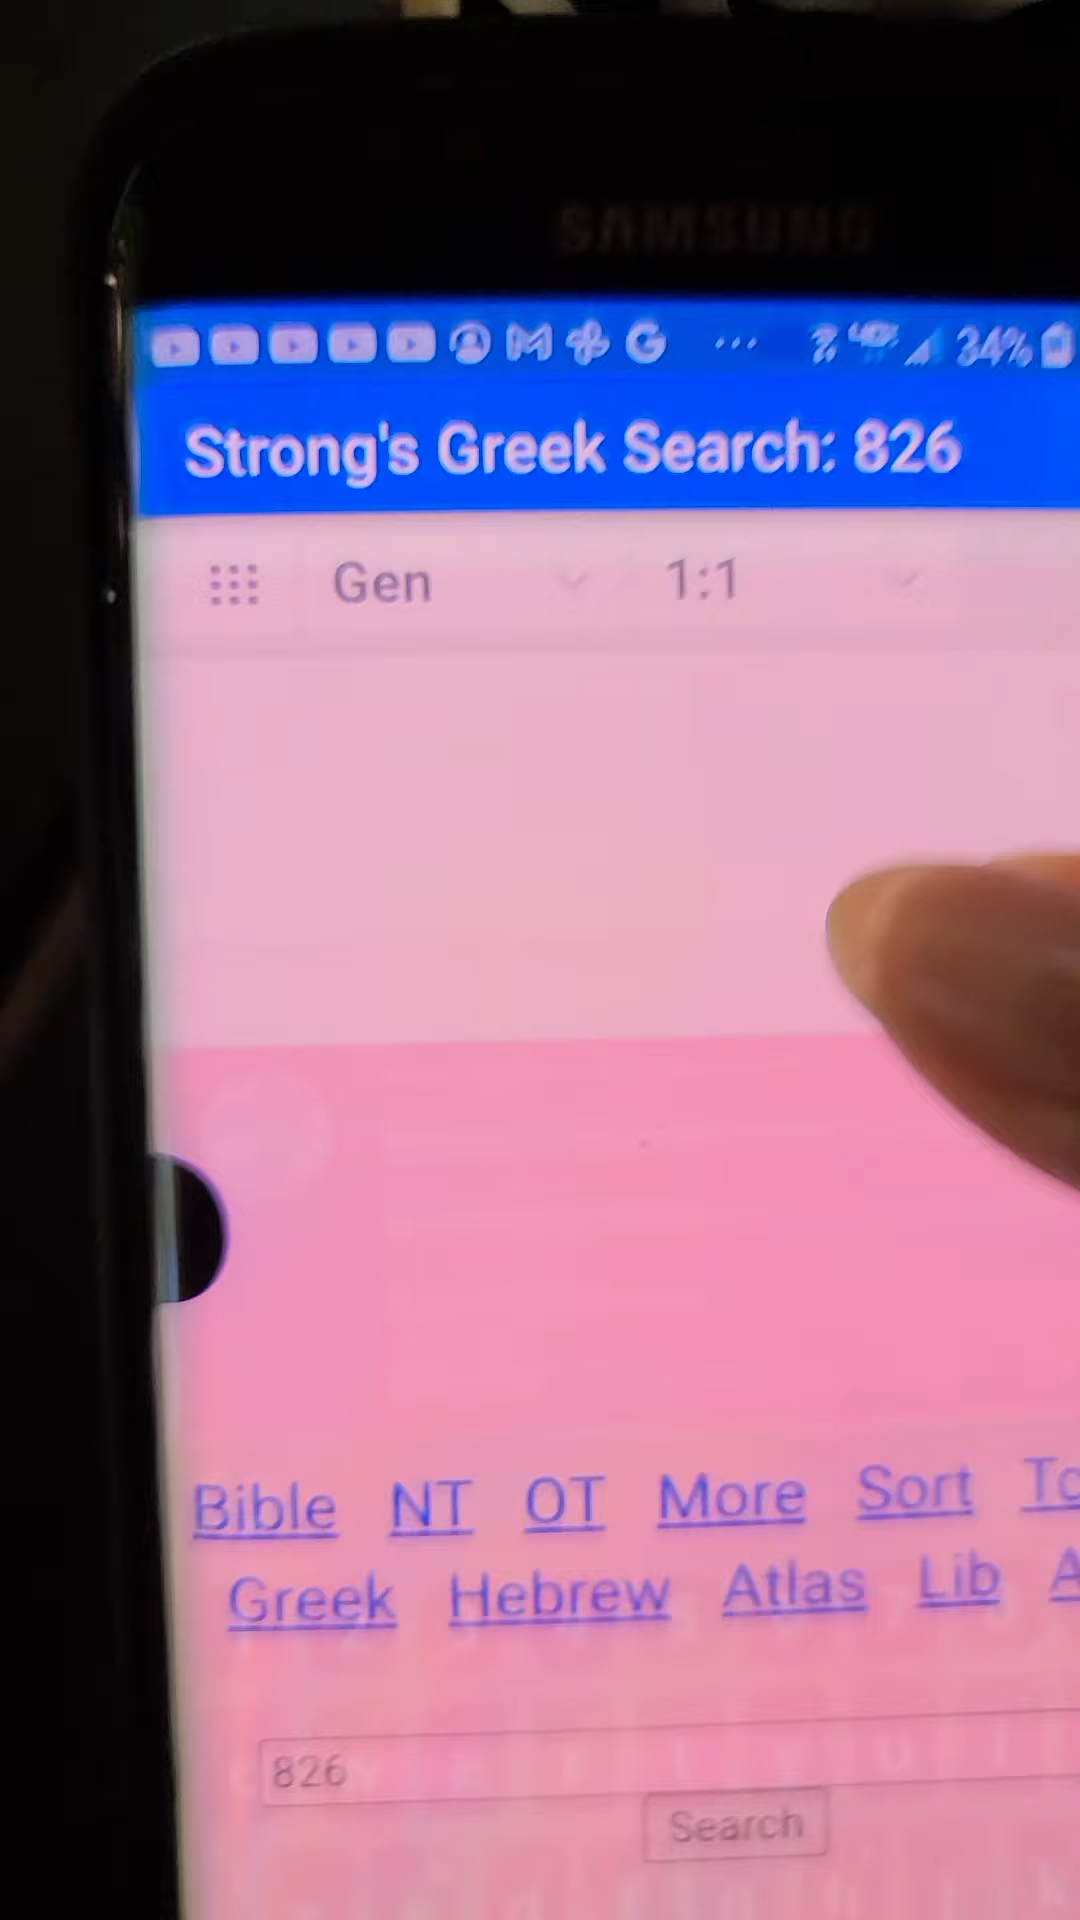 SAMSUNG
34%
Strong's Greek Search: 826
Gen 1:1
Bible NT OT More Sort
Greek Hebrew Atlas Lib
826
Search